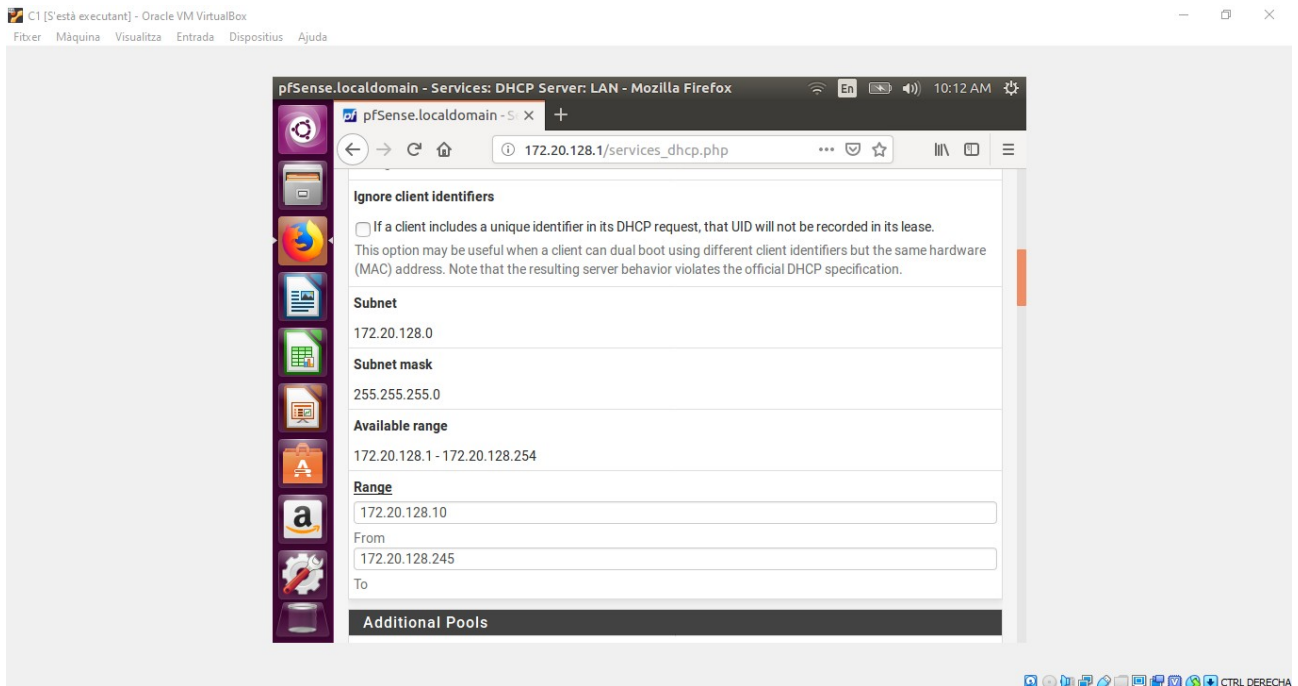 C1 [S'està executant] - Oracle VM VirtualBox
Fitxer Màquina Visualitza Entrada Dispositius Ajuda
pfSense.localdomain - Services: DHCP Server: LAN - Mozilla Firefox En 10:12 AM
pf pfSense.localdomain - S
172.20.128.1/services_dhcp.php
Ignore client identifiers
If a client includes a unique identifier in its DHCP request, that UID will not be recorded in its lease.
This option may be useful when a client can dual boot using different client identifiers but the same hardware
(MAC) address. Note that the resulting server behavior violates the official DHCP specification.
Subnet
172.20.128.0
Subnet mask
255.255.255.0
Available range
172.20.128.1 - 172.20.128.254
Range
172.20.128.10
From
172.20.128.245
To
Additional Pools
CTRL DERECHA